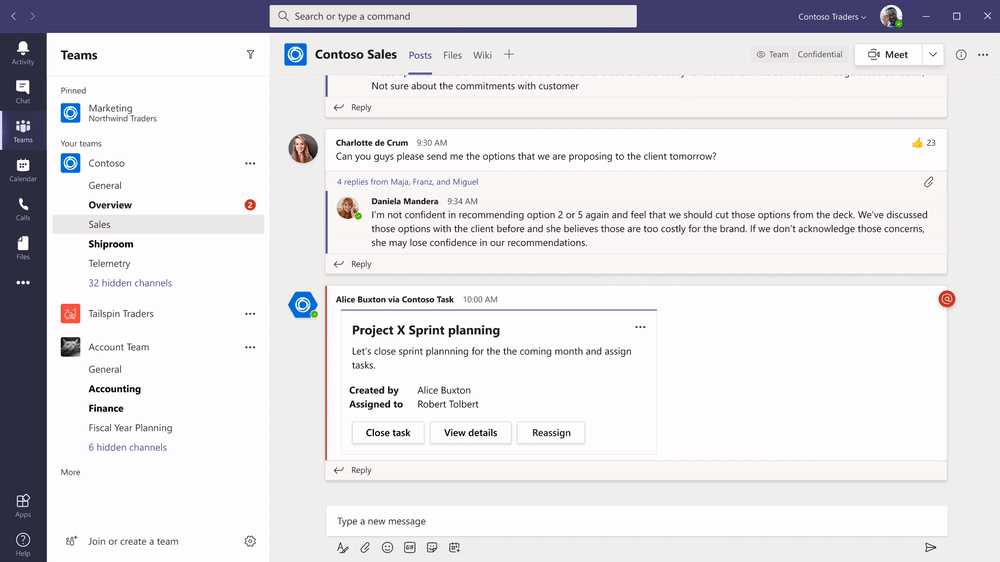 Search or type a command
Contoso Traders
Activity
Chat
Teams
Calendar
Calls
Files
Apps
Help
Teams
Pinned
Marketing
Northwind Traders
Your teams
Contoso
General
Overview 2
Sales
Shiproom
Telemetry
32 hidden channels
Tailspin Traders
Account Team
General
Accounting
Finance
Fiscal Year Planning
6 hidden channels
More
Join or create a team
Contoso Sales Posts Files Wiki
Team Confidential Meet
Not sure about the commitments with customer
Reply
Charlotte de Crum 9:30 AM 23
Can you guys please send me the options that we are proposing to the client tomorrow?
4 replies from Maja, Franz, and Miguel
Daniela Mandera 9:34 AM
I'm not confident in recommending option 2 or 5 again and feel that we should cut those options from the deck. We've discussed
those options with the client before and she believes those are too costly for the brand. If we don't acknowledge those concerns,
she may lose confidence in our recommendations.
Reply
Alice Buxton via Contoso Task 10:00 AM @
Project X Sprint planning
Let's close sprint plannning for the the coming month and assign
tasks.
Created by Alice Buxton
Assigned to Robert Tolbert
Close task View details Reassign
Reply
Type a new message
GIF